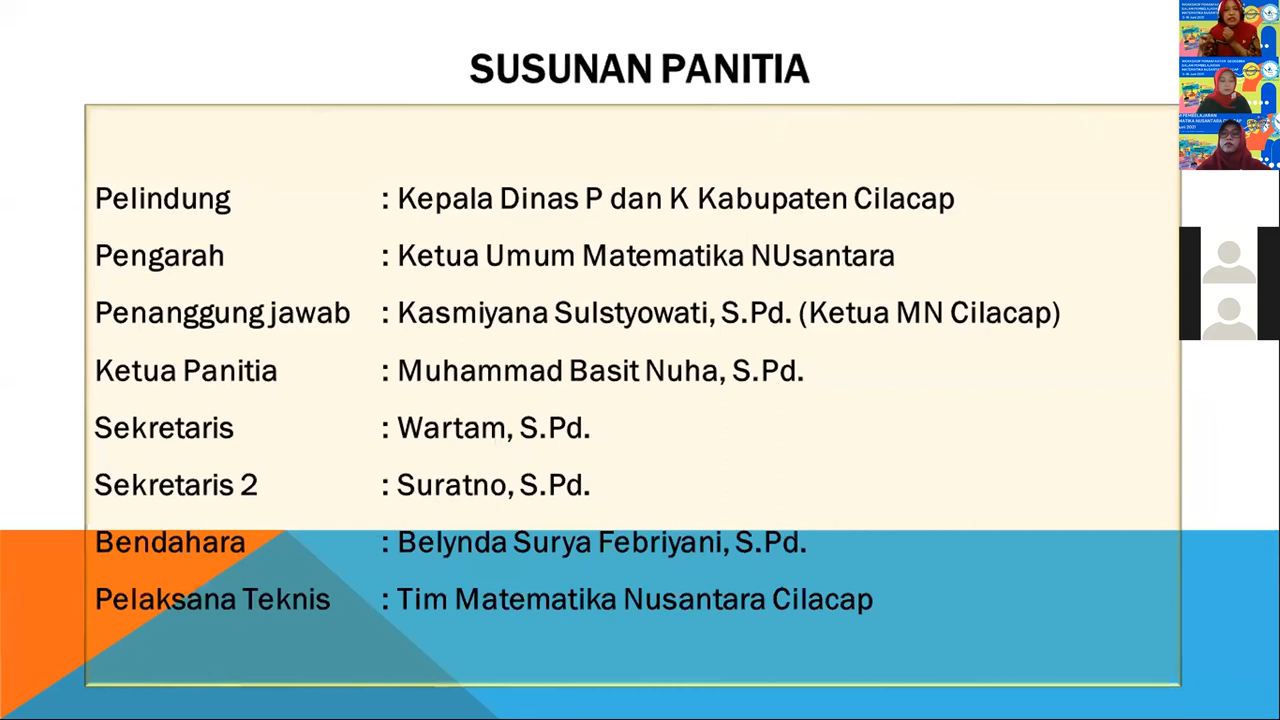 SUSUNAN PANITIA
Pelindung : Kepala Dinas P dan K Kabupaten Cilacap
Pengarah : Ketua Umum Matematika NUsantara
Penanggung jawab : Kasmiyana Sulstyowati, S.Pd. (Ketua MN Cilacap)
Ketua Panitia : Muhammad Basit Nuha, S.Pd.
Sekretaris : Wartam, S.Pd.
Sekretaris 2 : Suratno, S.Pd.
Bendahara : Belynda Surya Febriyani, S.Pd.
Pelaksana Teknis : Tim Matematika Nusantara Cilacap